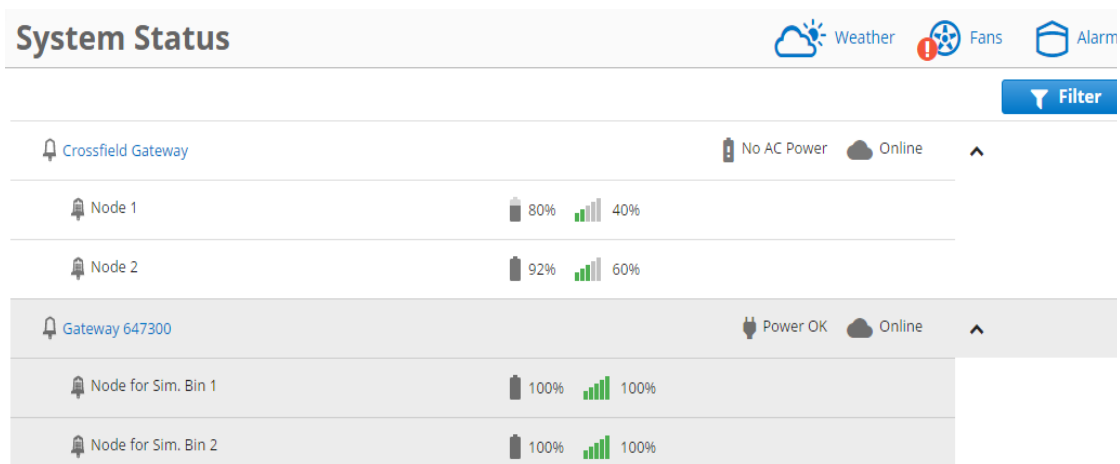 System Status
Weather
Fans
Alarm
Filter
Crossfield Gateway No AC Power Online
Node 1 80% 40%
Node 2 92% 60%
Gateway 647300 Power OK Online
Node for Sim. Bin 1 100% 100%
Node for Sim. Bin 2 100% 100%